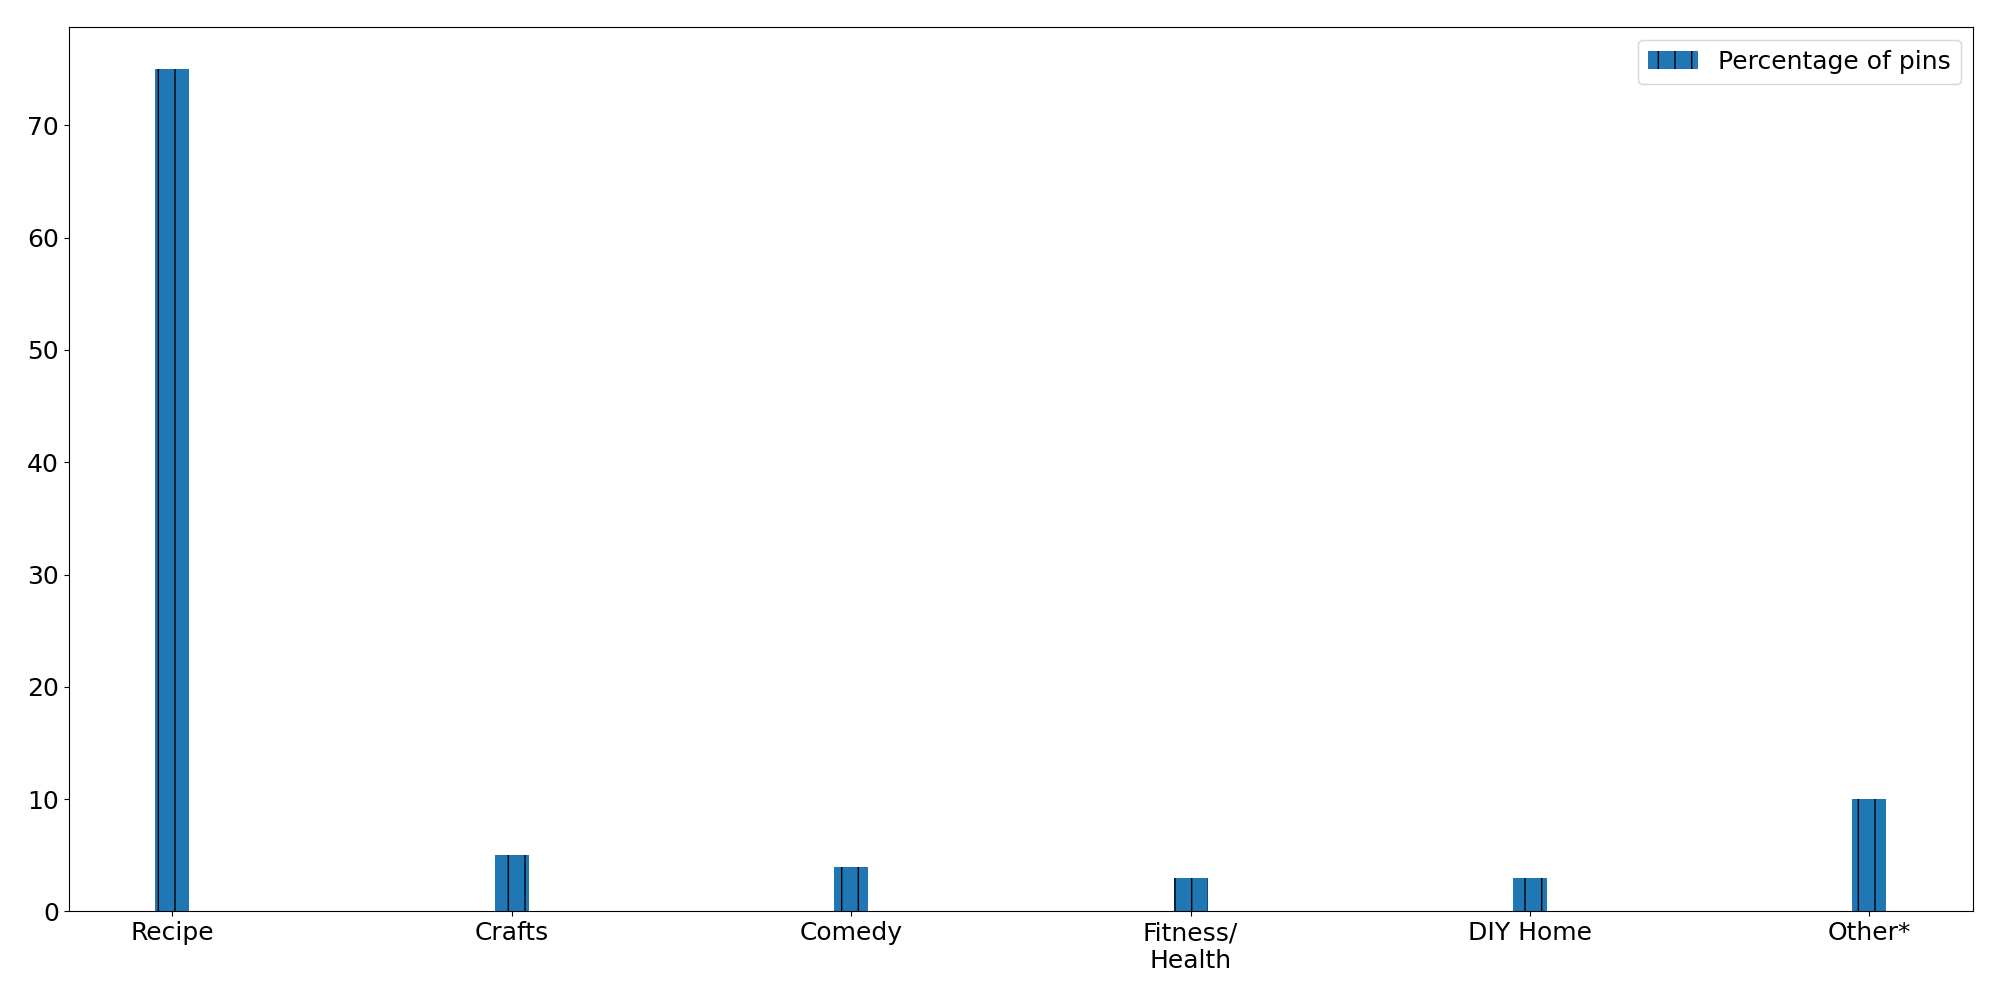 Percentage of pins
70
60
50
40
30
20
10
0
Recipe
Crafts
Comedy
Fitness/
Health
DIY Home
Other*